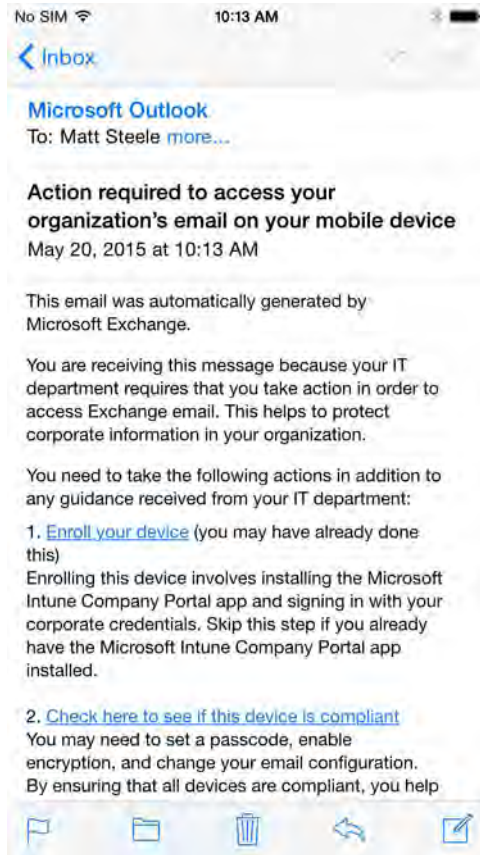 No SIM 10:13 AM
Inbox
Microsoft Outlook
To: Matt Steele more...
Action required to access your
organization's email on your mobile device
May 20, 2015 at 10:13 AM
This email was automatically generated by
Microsoft Exchange.
You are receiving this message because your IT
department requires that you take action in order to
access Exchange email. This helps to protect
corporate information in your organization.
You need to take the following actions in addition to
any guidance received from your IT department:
1. Enroll your device (you may have already done
this)
Enrolling this device involves installing the Microsoft
Intune Company Portal app and signing in with your
corporate credentials. Skip this step if you already
have the Microsoft Intune Company Portal app
installed.
2. Check here to see if this device is compliant
You may need to set a passcode, enable
encryption, and change your email configuration.
By ensuring that all devices are compliant, you help